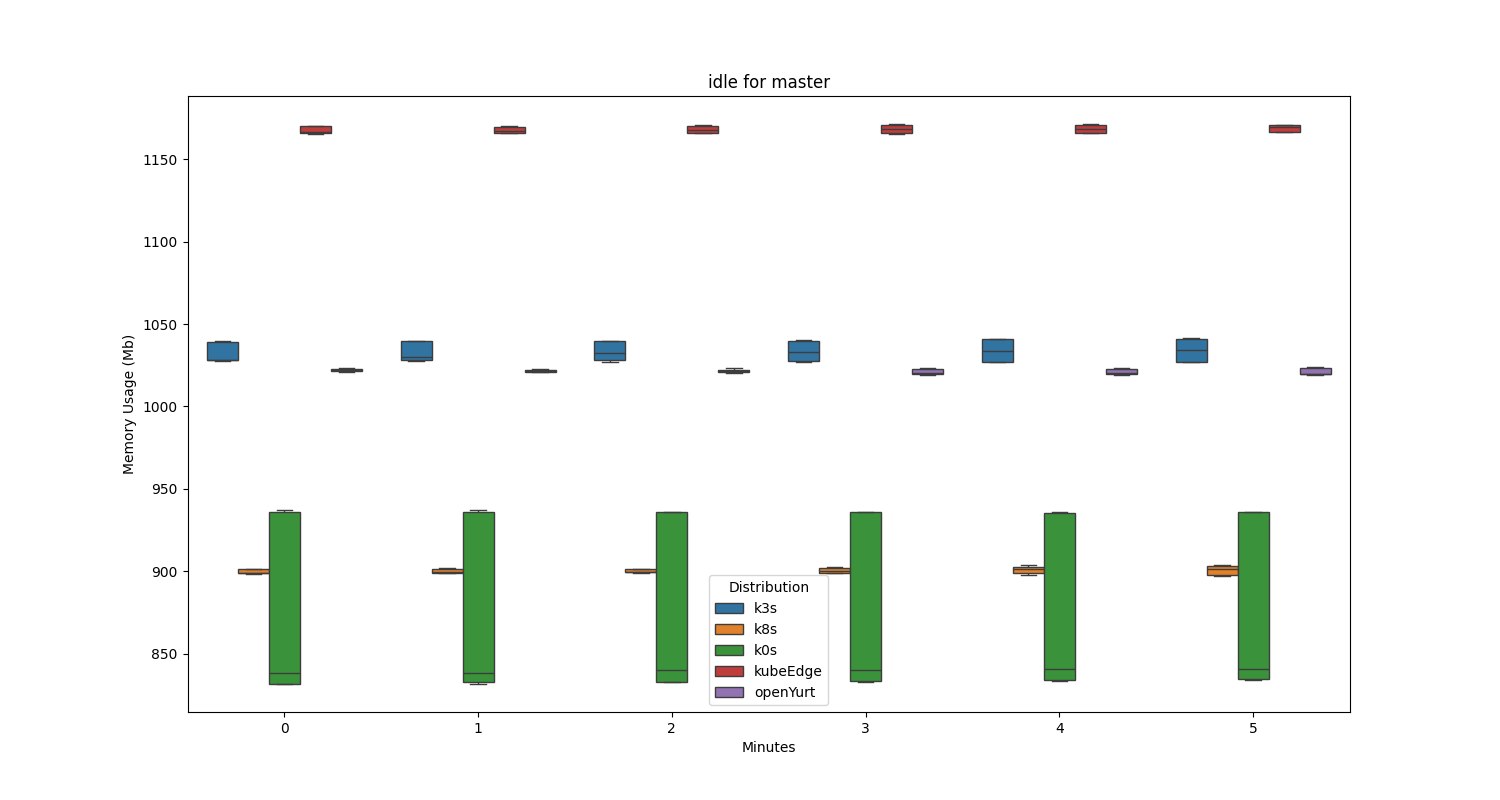 idle for master
Memory Usage (Mb)
1150
1100
1050
1000
950
900
850
0 1 2 3 4 5
Minutes
Distribution
k3s
k8s
k0s
kubeEdge
openYurt